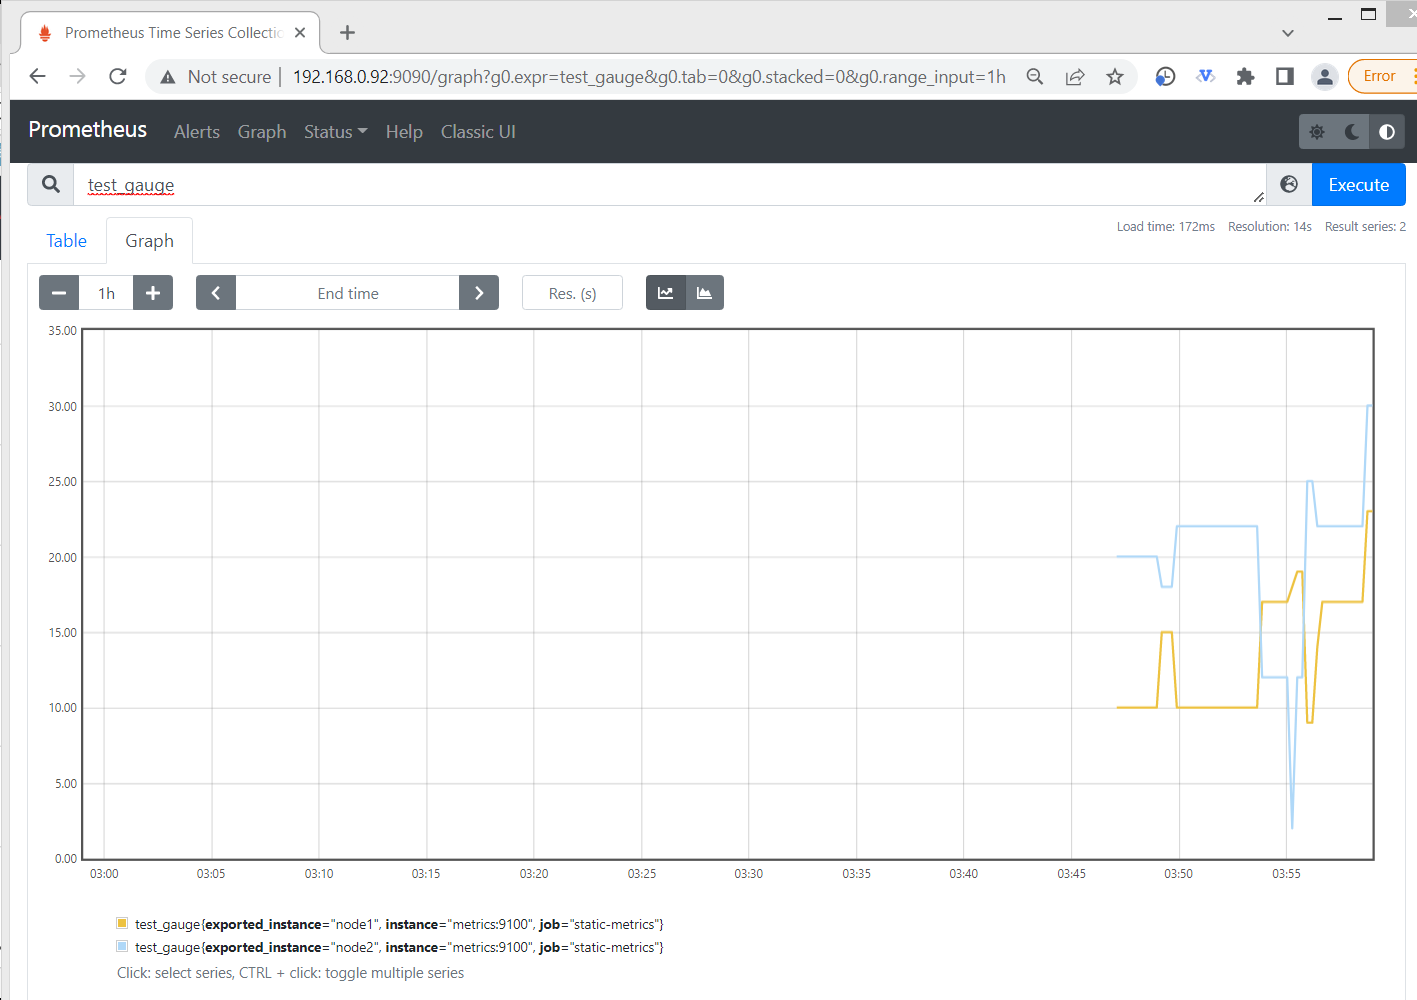 Prometheus Time Series Collectio
Not secure | 192.168.0.92:9090/graph?g0.expr=test_gauge&g0.tab=0&g0.stacked=0&g0.range_input=1h
Error
Prometheus Alerts Graph Status Help Classic UI
test_gauge
Execute
Table Graph
Load time: 172ms Resolution: 14s Result series: 2
1h End time Res. (s)
35.00
30.00
25.00
20.00
15.00
10.00
5.00
0.00
03:00 03:05 03:10 03:15 03:20 03:25 03:30 03:35 03:40 03:45 03:50 03:55
test_gauge{exported_instance="node1", instance="metrics:9100", job="static-metrics"}
test_gauge{exported_instance="node2", instance="metrics:9100", job="static-metrics"}
Click: select series, CTRL + click: toggle multiple series